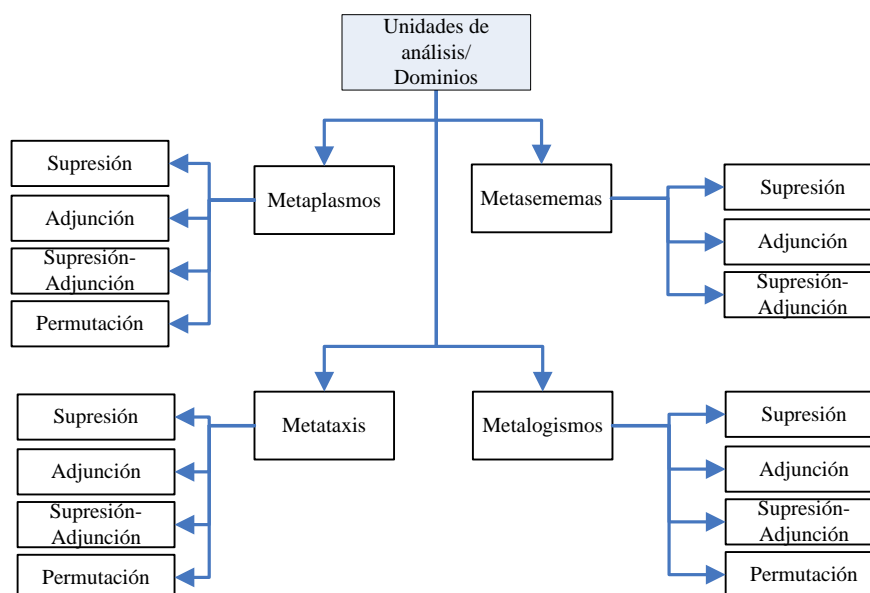 Unidades de
análisis/
Dominios
Metaplasmos
Supresión
Adjunción
Supresión-
Adjunción
Permutación
Metasememas
Supresión
Adjunción
Supresión-
Adjunción
Metataxis
Supresión
Adjunción
Supresión-
Adjunción
Permutación
Metalogismos
Supresión
Adjunción
Supresión-
Adjunción
Permutación